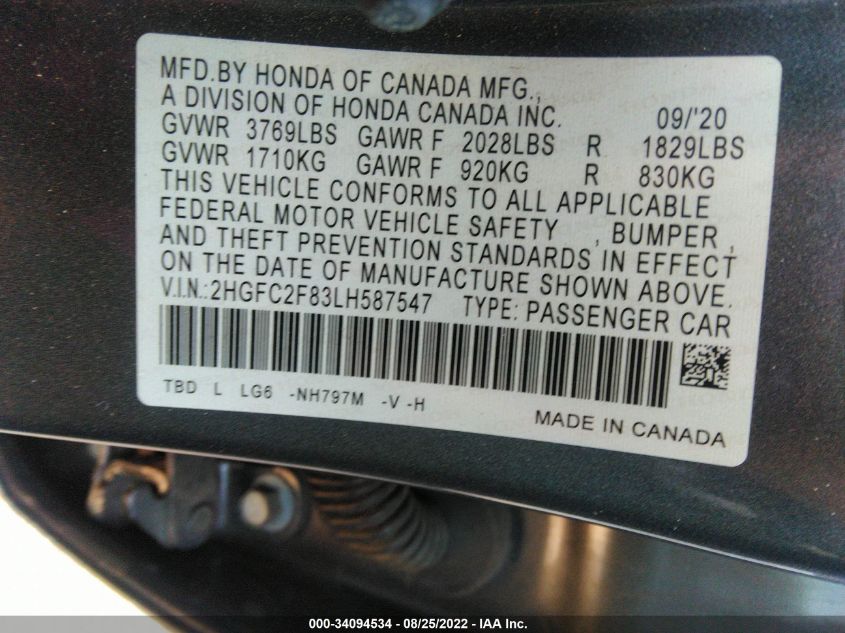 MFD.BY HONDA OF CANADA MFG.,
A DIVISION OF HONDA CANADA INC. 09/'20
GVWR 3769LBS GAWR F 2028LBS R 1829LBS
GVWR 1710KG GAWR F 920KG R 830KG
THIS VEHICLE CONFORMS TO ALL APPLICABLE
FEDERAL MOTOR VEHICLE SAFETY , BUMPER ,
AND THEFT PREVENTION STANDARDS IN EFFECT
ON THE DATE OF MANUFACTURE SHOWN ABOVE.
V.I.N.:2HGFC2F83LH587547 TYPE: PASSENGER CAR
TBD L LG6 -NH797M -V -H
MADE IN CANADA
000-34094534 - 08/25/2022 - IAA Inc.